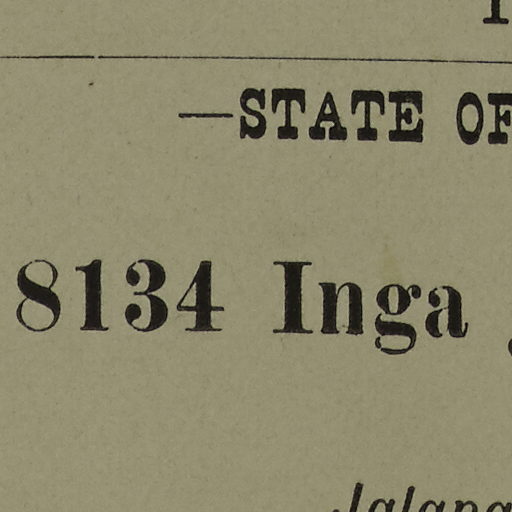 —STATE OF
8134 Inga